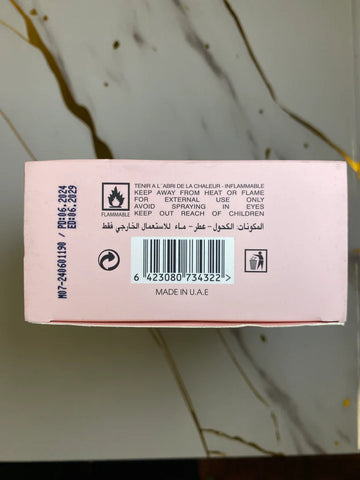 M07-240601190 / PD:06.2024
ED:06.2029
FLAMMABLE
TENIR A L'ABRI DE LA CHALEUR - INFLAMMABLE
KEEP AWAY FROM HEAT OR FLAME
FOR EXTERNAL USE ONLY
AVOID SPRAYING IN EYES
KEEP OUT REACH OF CHILDREN
المكونات: الكحول - عطر - ماء للاستعمال الخارجي فقط
6 423080 734322 >
MADE IN U.A.E